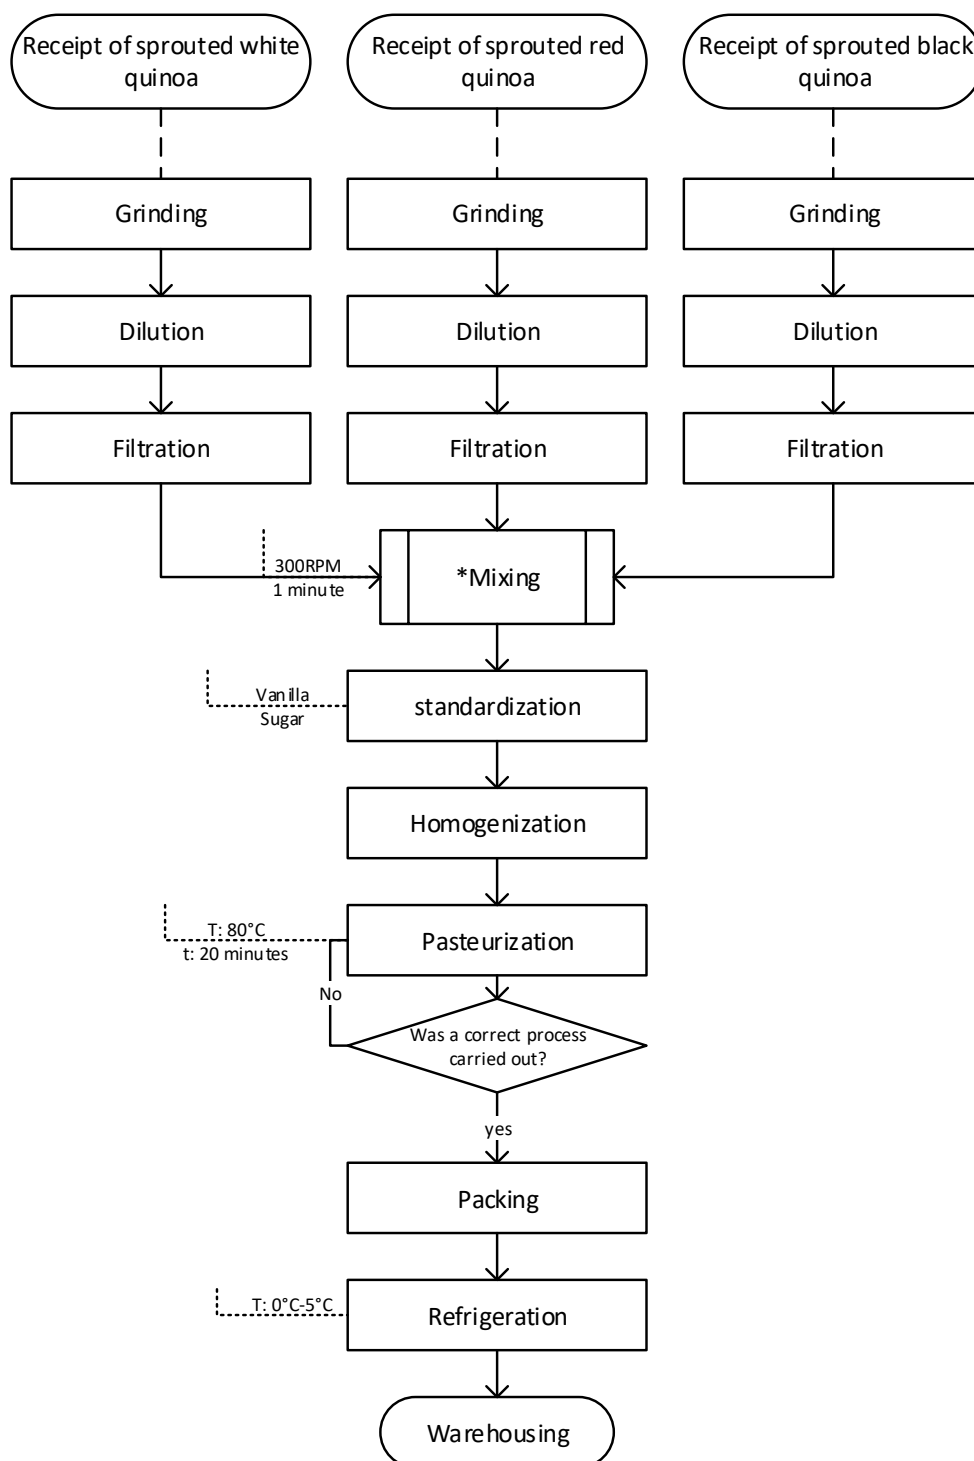 Receipt of sprouted white
quinoa
Receipt of sprouted red
quinoa
Receipt of sprouted black
quinoa
Grinding
Grinding
Grinding
Dilution
Dilution
Dilution
Filtration
Filtration
Filtration
300RPM
1 minute
*Mixing
Vanilla
Sugar
standardization
Homogenization
T: 80°C
t: 20 minutes
Pasteurization
No
Was a correct process
carried out?
yes
Packing
T: 0°C-5°C
Refrigeration
Warehousing